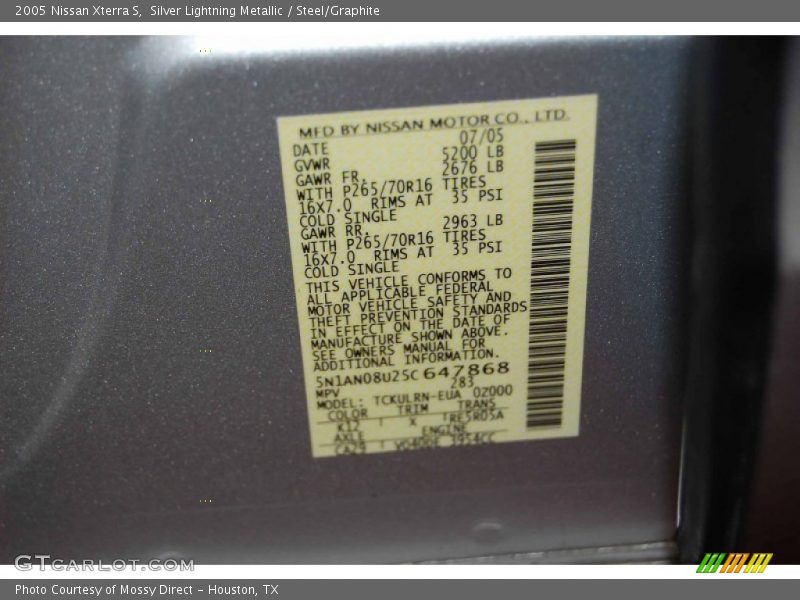 2005 Nissan Xterra S, Silver Lightning Metallic / Steel/Graphite
MFD BY NISSAN MOTOR CO., LTD.
DATE 07/05
GVWR 5200 LB
GAWR FR. 2676 LB
WITH P265/70R16 TIRES
16X7.0 RIMS AT 35 PSI
COLD SINGLE
GAWR RR. 2963 LB
WITH P265/70R16 TIRES
16X7.0 RIMS AT 35 PSI
COLD SINGLE
THIS VEHICLE CONFORMS TO
ALL APPLICABLE FEDERAL
MOTOR VEHICLE SAFETY AND
THEFT PREVENTION STANDARDS
IN EFFECT ON THE DATE OF
MANUFACTURE SHOWN ABOVE.
SEE OWNERS MANUAL FOR
ADDITIONAL INFORMATION.
5N1AN08U25C647868
MPV 283
MODEL: TCKULRN-EUA 0Z000
COLOR TRIM TRANS
K12 X RE5R05A
AXLE ENGINE
CA29 VQ40DE 3954CC
GTCARLOT.COM
Photo Courtesy of Mossy Direct - Houston, TX